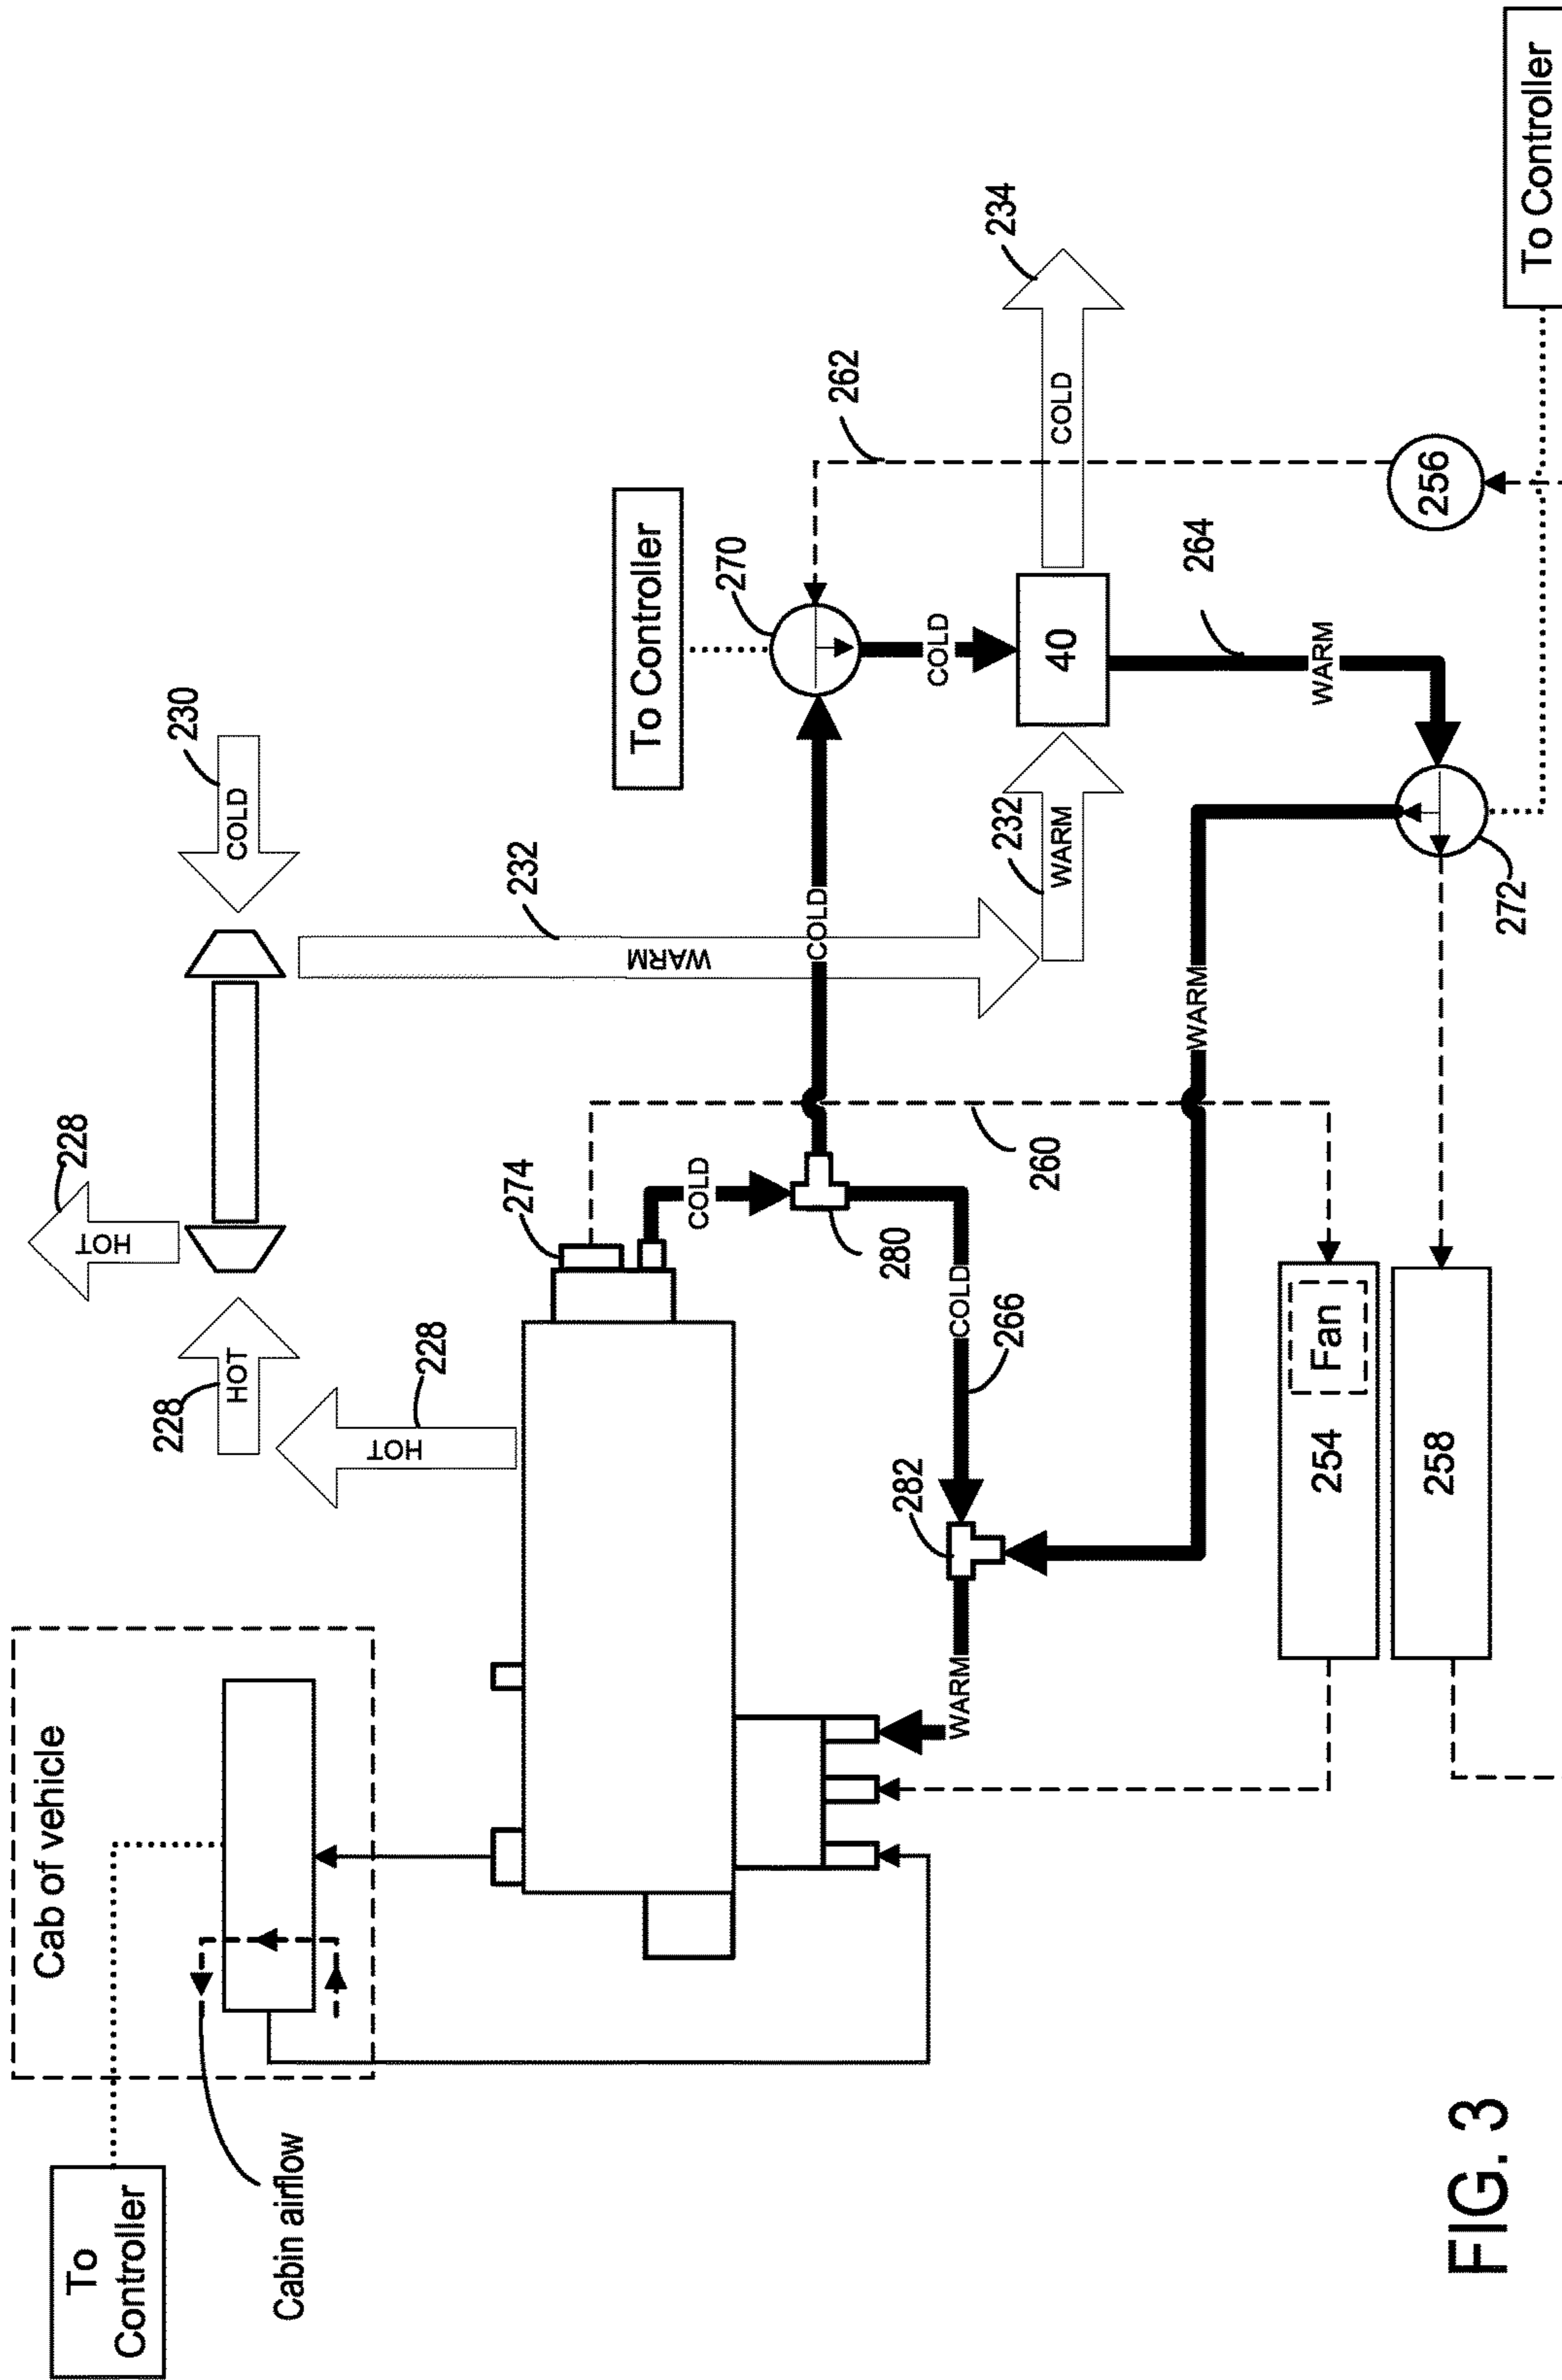 To
Controller
Cab of vehicle
Cabin airflow
228
HOT
228
HOT
228
HOT
230
COLD
232
WARM
274
COLD
280
COLD
To Controller
270
COLD
262
234
COLD
232
WARM
40
282
COLD
266
WARM
260
264
WARM
WARM
256
272
254
Fan
258
To Controller
FIG. 3